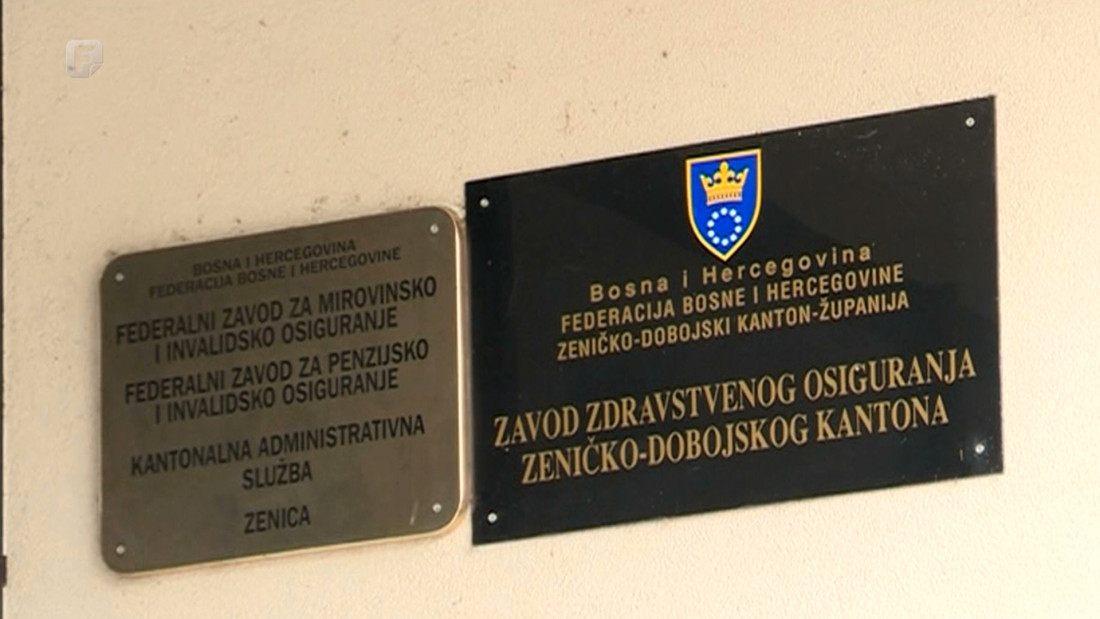 BOSNA I HERCEGOVINA
FEDERACIJA BOSNE I HERCEGOVINE
FEDERALNI ZAVOD ZA MIROVINSKO
I INVALIDSKO OSIGURANJE
FEDERALNI ZAVOD ZA PENZIJSKO
I INVALIDSKO OSIGURANJE
KANTONALNA ADMINISTRATIVNA
SLUŽBA
ZENICA
Bosna i Hercegovina
FEDERACIJA BOSNE I HERCEGOVINE
ZENIČKO-DOBOJSKI KANTON-ŽUPANIJA
ZAVOD ZDRAVSTVENOG OSIGURANJA
ZENIČKO-DOBOJSKOG KANTONA